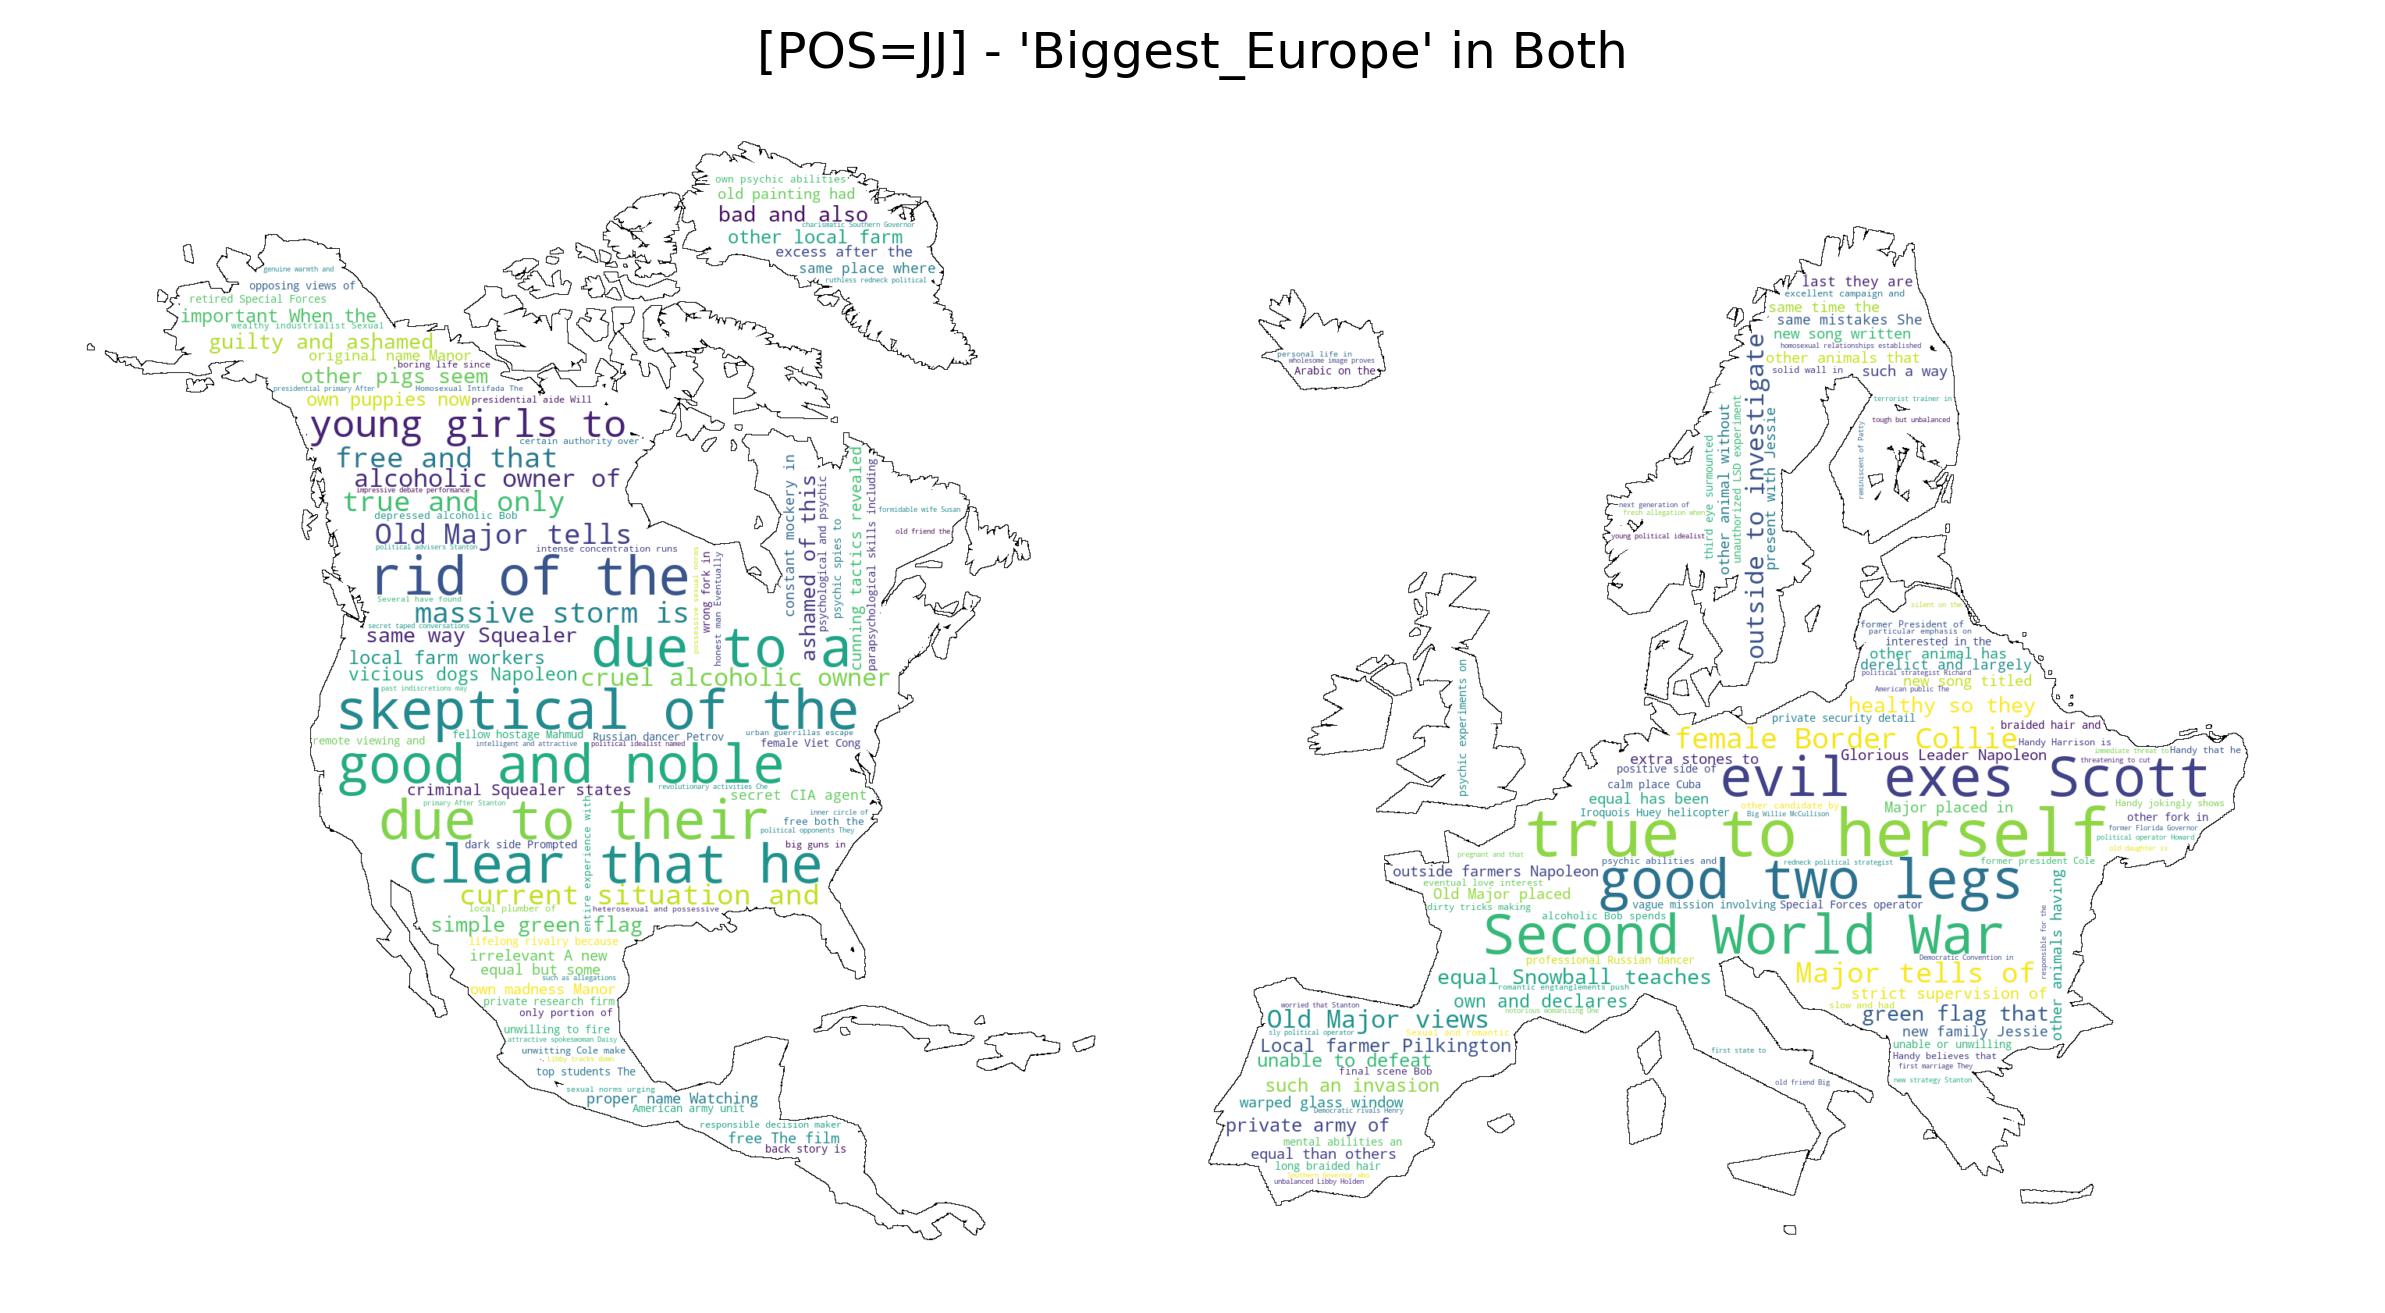 [POS=JJ] - 'Biggest_Europe' in Both
own psychic abilities
old painting had
bad and also
charismatic Southern Governor
other local farm
excess after the
same place where
ruthless redneck political
genuine warmth and
opposing views of
retired Special Forces
important When the
wealthy industrialist Sexual
guilty and ashamed
original name Manor
boring life since
other pigs seem
presidential primary After
Homosexual Intifada The
own puppies now
presidential aide Will
young girls to
certain authority over
free and that
alcoholic owner of
impressive debate performance
true and only
depressed alcoholic Bob
Old Major tells
political advisers Stanton
intense concentration runs
rid of the
Several have found
massive storm is
secret taped conversations
same way Squealer
due to a
local farm workers
vicious dogs Napoleon
cruel alcoholic owner
past indiscretions may
possessive sexual norms
wrong fork in
honest man Eventually
constant mockery in
ashamed of this
psychological and psychic
psychic spies to
cunning tactics revealed
parapsychological skills including
formidable wife Susan
old friend the
skeptical of the
remote viewing and
fellow hostage Mahmud
Russian dancer Petrov
urban guerrillas escape
intelligent and attractive
political idealist named
female Viet Cong
good and noble
criminal Squealer states
revolutionary activities Che
secret CIA agent
primary After Stanton
due to their
inner circle of
free both the
political opponents They
dark side Prompted
big guns in
clear that he
entire experience with
current situation and
local plumber of
heterosexual and possessive
simple green flag
lifelong rivalry because
irrelevant A new
equal but some
such as allegations
own madness Manor
private research firm
only portion of
unwilling to fire
attractive spokeswoman Daisy
unwitting Cole make
Libby tracks down
top students The
sexual norms urging
proper name Watching
American army unit
responsible decision maker
free The film
back story is
last they are
excellent campaign and
same time the
same mistakes She
new song written
homosexual relationships established
other animals that
solid wall in
such a way
personal life in
wholesome image proves
Arabic on the
terrorist trainer in
tough but unbalanced
reminiscent of Patty
outside to investigate
other animal without
unauthorized LSD experiment
present with Jessie
third eye surmounted
next generation of
fresh allegation when
young political idealist
psychic experiments on
silent on the
former President of
particular emphasis on
interested in the
other animal has
derelict and largely
political strategist Richard
new song titled
American public The
healthy so they
private security detail
braided hair and
female Border Collie
Handy Harrison is
immediate threat to
Handy that he
extra stones to
Glorious Leader Napoleon
threatening to cut
positive side of
evil exes Scott
calm place Cuba
equal has been
other candidate by
Major placed in
Handy jokingly shows
Iroquois Huey helicopter
Big Willie McCullison
other fork in
true to herself
former Florida Governor
political operator Howard
old daughter is
pregnant and that
psychic abilities and
redneck political strategist
former president Cole
outside farmers Napoleon
good two legs
eventual love interest
Old Major placed
dirty tricks making
vague mission involving
Special Forces operator
alcoholic Bob spends
Second World War
responsible for the
other animals having
professional Russian dancer
Democratic Convention in
equal Snowball teaches
Major tells of
romantic engtanglements push
strict supervision of
own and declares
slow and had
notorious womanising One
green flag that
new family Jessie
worried that Stanton
Old Major views
sly political operator
Sexual and romantic
Local farmer Pilkington
unable to defeat
final scene Bob
such an invasion
warped glass window
Democratic rivals Henry
private army of
mental abilities an
equal than others
long braided hair
Southern Governor who
unbalanced Libby Holden
unable or unwilling
first state to
Handy believes that
first marriage They
old friend Big
new strategy Stanton